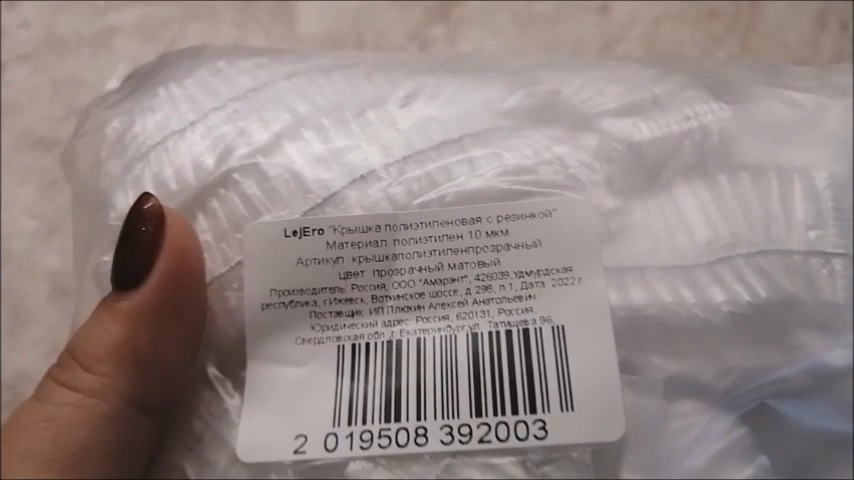 LejEro "Крышка полиэтиленовая с резинкой"
Материал полиэтилен 10 мкм
Артикул. крышкаполиэтиленпрозрачный
цвет прозрачный матовый
Производитель. Россия, ООО "Амарэнт", 426039,Удмурдская
республика, г.Ижевск, Воткинское шоссе, д 298, п.1, Дата. 2022 г
Поставщик. ИП Плюхин Алексей Анатольевич
Юридический адрес. Россия, 620131, Россия,
Свердловская обл ,г. Екатеринбург,ул. Татищева 96,
2 019508 392003